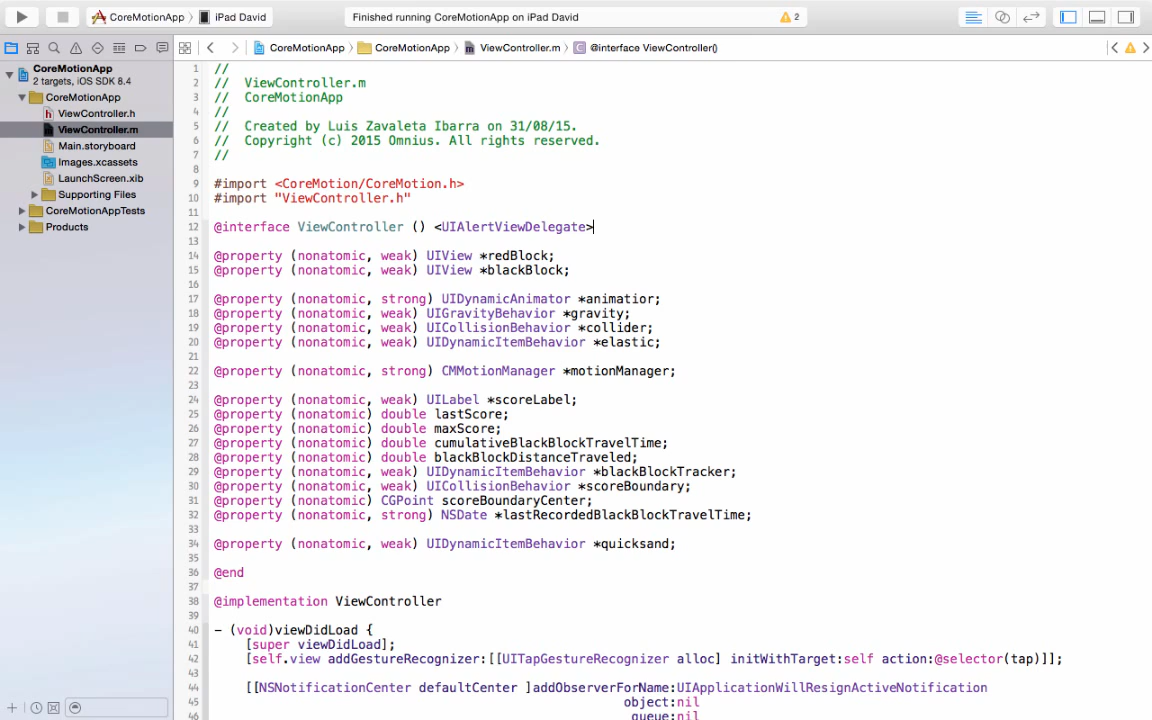 CoreMotionApp iPad David Finished running CoreMotionApp on iPad David 2
CoreMotionApp CoreMotionApp ViewController.m C @interface ViewController()
CoreMotionApp
2 targets, iOS SDK 8.4
CoreMotionApp
h ViewController.h
m ViewController.m
Main.storyboard
Images.xcassets
LaunchScreen.xib
Supporting Files
CoreMotionAppTests
Products
1 //
2 // ViewController.m
3 // CoreMotionApp
4 //
5 // Created by Luis Zavaleta Ibarra on 31/08/15.
6 // Copyright (c) 2015 Omnius. All rights reserved.
7 //
8
9 #import <CoreMotion/CoreMotion.h>
10 #import "ViewController.h"
11
12 @interface ViewController () <UIAlertViewDelegate>
13
14 @property (nonatomic, weak) UIView *redBlock;
15 @property (nonatomic, weak) UIView *blackBlock;
16
17 @property (nonatomic, strong) UIDynamicAnimator *animatior;
18 @property (nonatomic, weak) UIGravityBehavior *gravity;
19 @property (nonatomic, weak) UICollisionBehavior *collider;
20 @property (nonatomic, weak) UIDynamicItemBehavior *elastic;
21
22 @property (nonatomic, strong) CMMotionManager *motionManager;
23
24 @property (nonatomic, weak) UILabel *scoreLabel;
25 @property (nonatomic) double lastScore;
26 @property (nonatomic) double maxScore;
27 @property (nonatomic) double cumulativeBlackBlockTravelTime;
28 @property (nonatomic) double blackBlockDistanceTraveled;
29 @property (nonatomic, weak) UIDynamicItemBehavior *blackBlockTracker;
30 @property (nonatomic, weak) UICollisionBehavior *scoreBoundary;
31 @property (nonatomic) CGPoint scoreBoundaryCenter;
32 @property (nonatomic, strong) NSDate *lastRecordedBlackBlockTravelTime;
33
34 @property (nonatomic, weak) UIDynamicItemBehavior *quicksand;
35
36 @end
37
38 @implementation ViewController
39
40 - (void)viewDidLoad {
41 [super viewDidLoad];
42 [self.view addGestureRecognizer:[[UITapGestureRecognizer alloc] initWithTarget:self action:@selector(tap)]];
43
44 [[NSNotificationCenter defaultCenter ]addObserverForName:UIApplicationWillResignActiveNotification
45 object:nil
46 queue:nil